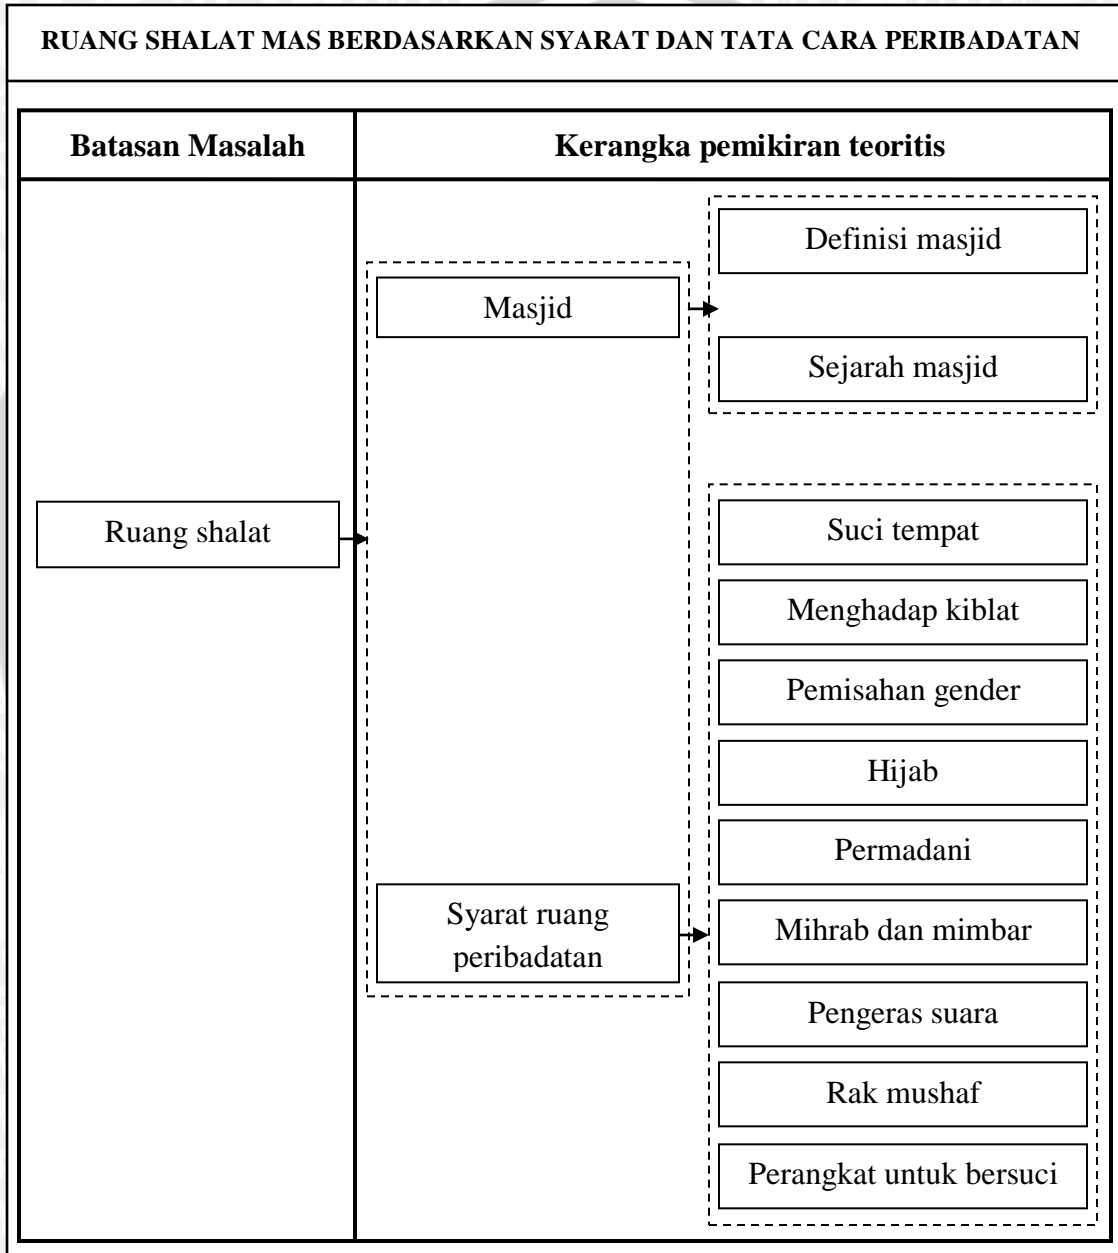 RUANG SHALAT MAS BERDASARKAN SYARAT DAN TATA CARA PERIBADATAN
Batasan Masalah
Kerangka pemikiran teoritis
Ruang shalat
Masjid
Definisi masjid
Sejarah masjid
Syarat ruang
peribadatan
Suci tempat
Menghadap kiblat
Pemisahan gender
Hijab
Permadani
Mihrab dan mimbar
Pengeras suara
Rak mushaf
Perangkat untuk bersuci